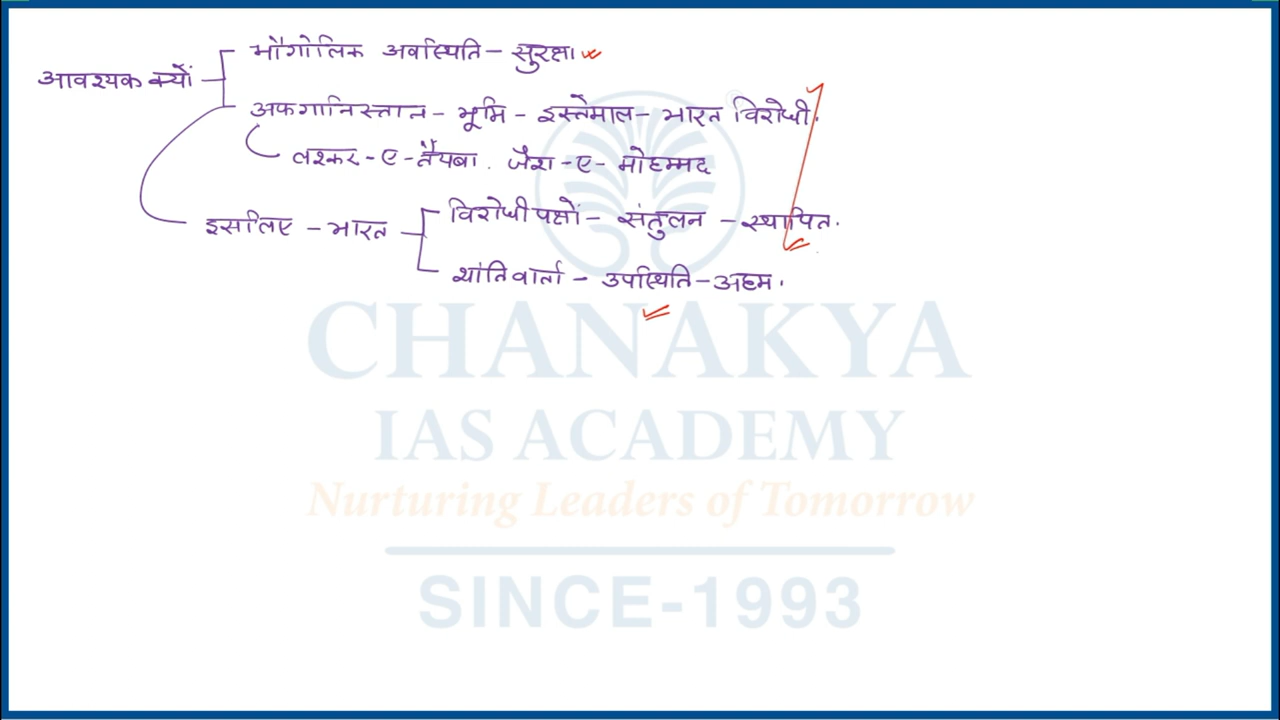 भौगोलिक अवस्थिति - सुरक्षा
आवश्यक क्यों
अफगानिस्तान - भूमि - इस्तेमाल - भारत विरोधी.
लश्कर-ए-तैयबा. जैश-ए-मोहम्मद
विरोधी पक्षों - संतुलन - स्थापित.
इसलिए - भारत
शांतिवार्ता - उपस्थिति - अहम.
CHANAKYA
IAS ACADEMY
Nurturing Leaders of Tomorrow
SINCE-1993